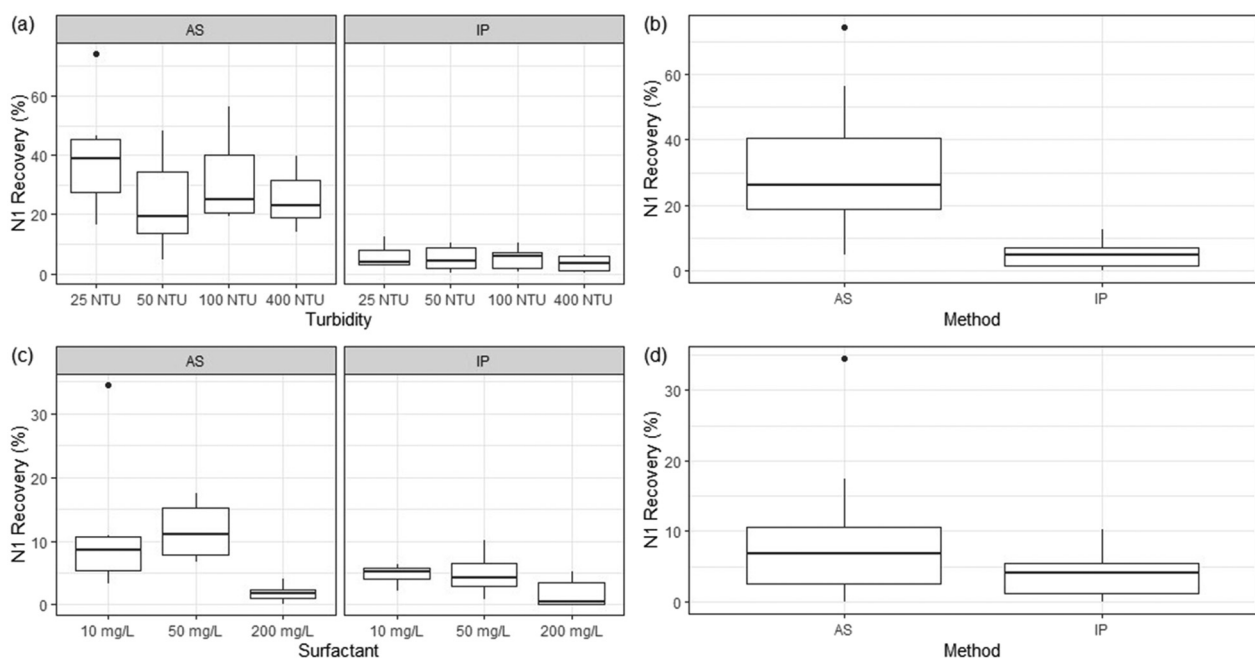 (a)
AS
IP
N1 Recovery (%)
60
40
20
0
25 NTU 50 NTU 100 NTU 400 NTU
25 NTU 50 NTU 100 NTU 400 NTU
Turbidity
(b)
N1 Recovery (%)
60
40
20
0
AS
IP
Method
(c)
AS
IP
N1 Recovery (%)
30
20
10
0
10 mg/L 50 mg/L 200 mg/L
10 mg/L 50 mg/L 200 mg/L
Surfactant
(d)
N1 Recovery (%)
30
20
10
0
AS
IP
Method